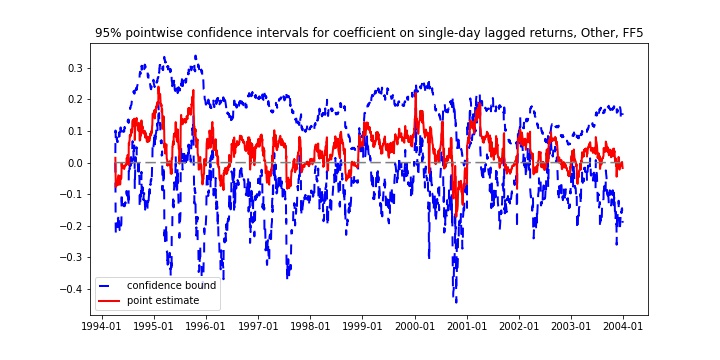 95% pointwise confidence intervals for coefficient on single-day lagged returns, Other, FF5
0.3
0.2
0.1
0.0
−0.1
−0.2
−0.3
−0.4
confidence bound
point estimate
1994-01 1995-01 1996-01 1997-01 1998-01 1999-01 2000-01 2001-01 2002-01 2003-01 2004-01